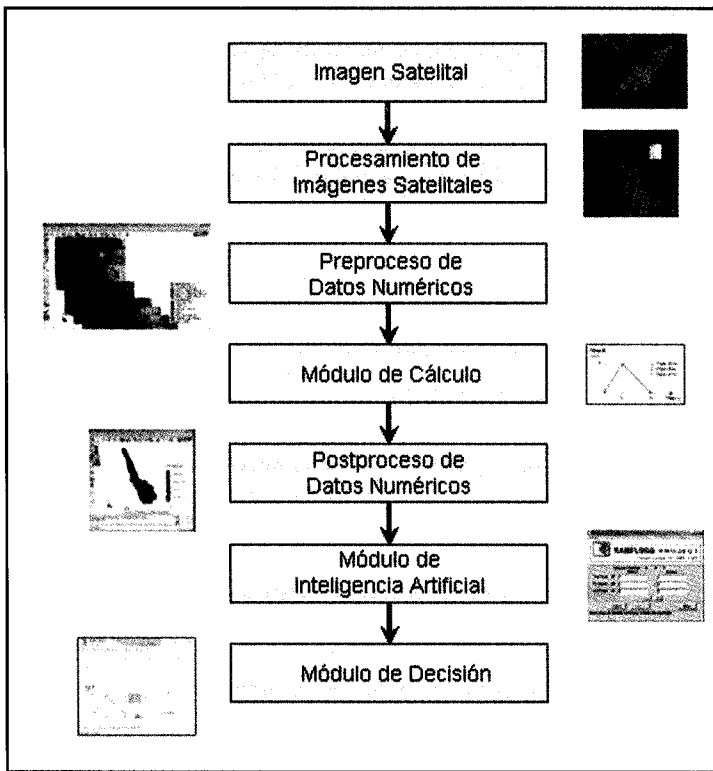 Imagen Satelital
Procesamiento de
Imágenes Satelitales
Preproceso de
Datos Numéricos
Módulo de Cálculo
Postproceso de
Datos Numéricos
Módulo de
Inteligencia Artificial
Módulo de Decisión